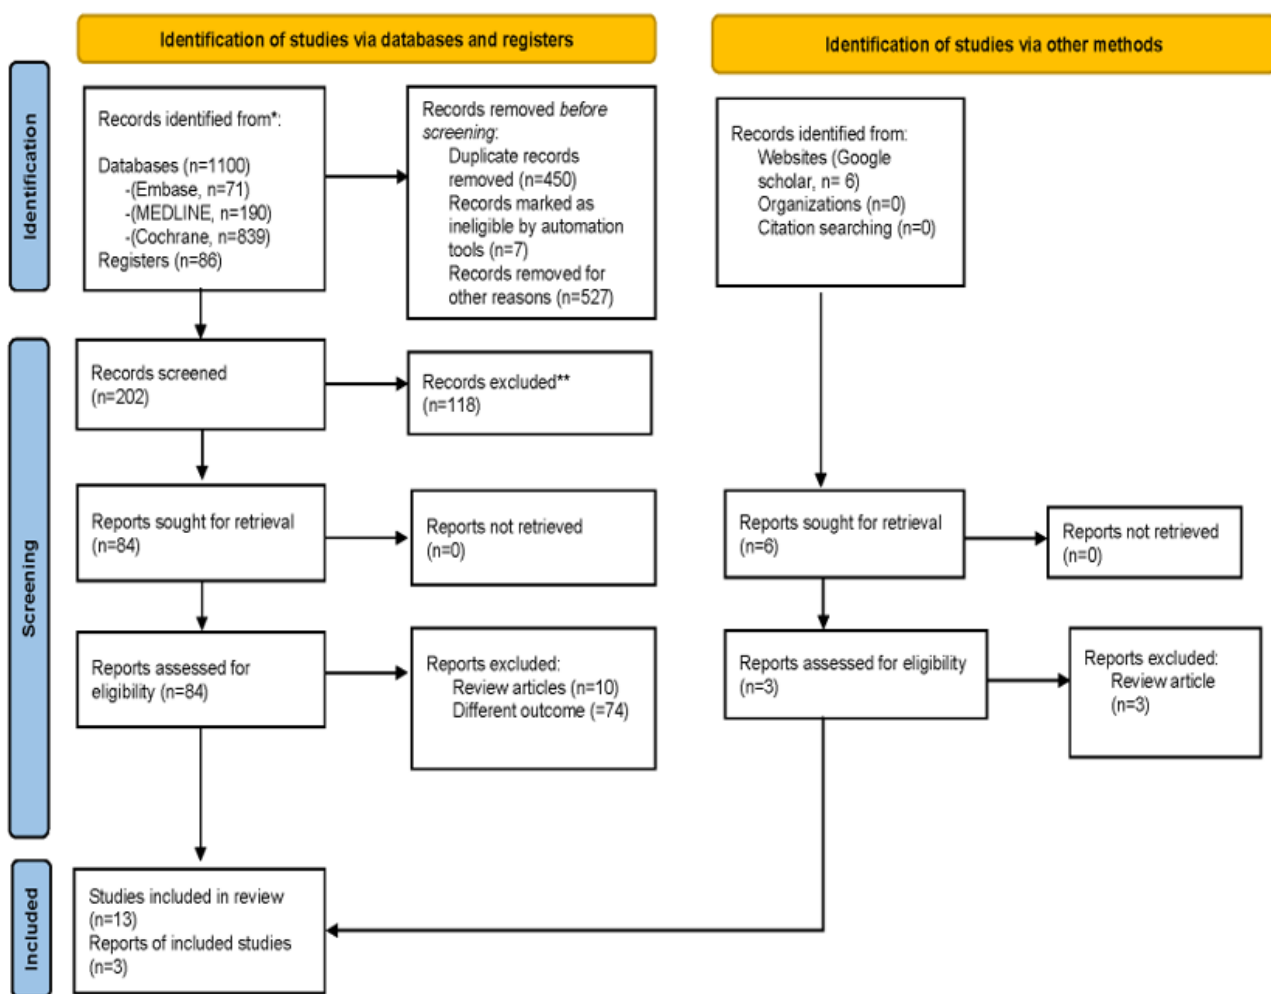 Identification of studies via databases and registers
Identification of studies via other methods
Identification
Records identified from*:
Databases (n=1100)
-(Embase, n=71)
-(MEDLINE, n=190)
-(Cochrane, n=839)
Registers (n=86)
Records removed before
screening:
Duplicate records
removed (n=450)
Records marked as
ineligible by automation
tools (n=7)
Records removed for
other reasons (n=527)
Records identified from:
Websites (Google
scholar, n= 6)
Organizations (n=0)
Citation searching (n=0)
Screening
Records screened
(n=202)
Records excluded**
(n=118)
Reports sought for retrieval
(n=84)
Reports not retrieved
(n=0)
Reports sought for retrieval
(n=6)
Reports not retrieved
(n=0)
Reports assessed for
eligibility (n=84)
Reports excluded:
Review articles (n=10)
Different outcome (=74)
Reports assessed for eligibility
(n=3)
Reports excluded:
Review article
(n=3)
Included
Studies included in review
(n=13)
Reports of included studies
(n=3)